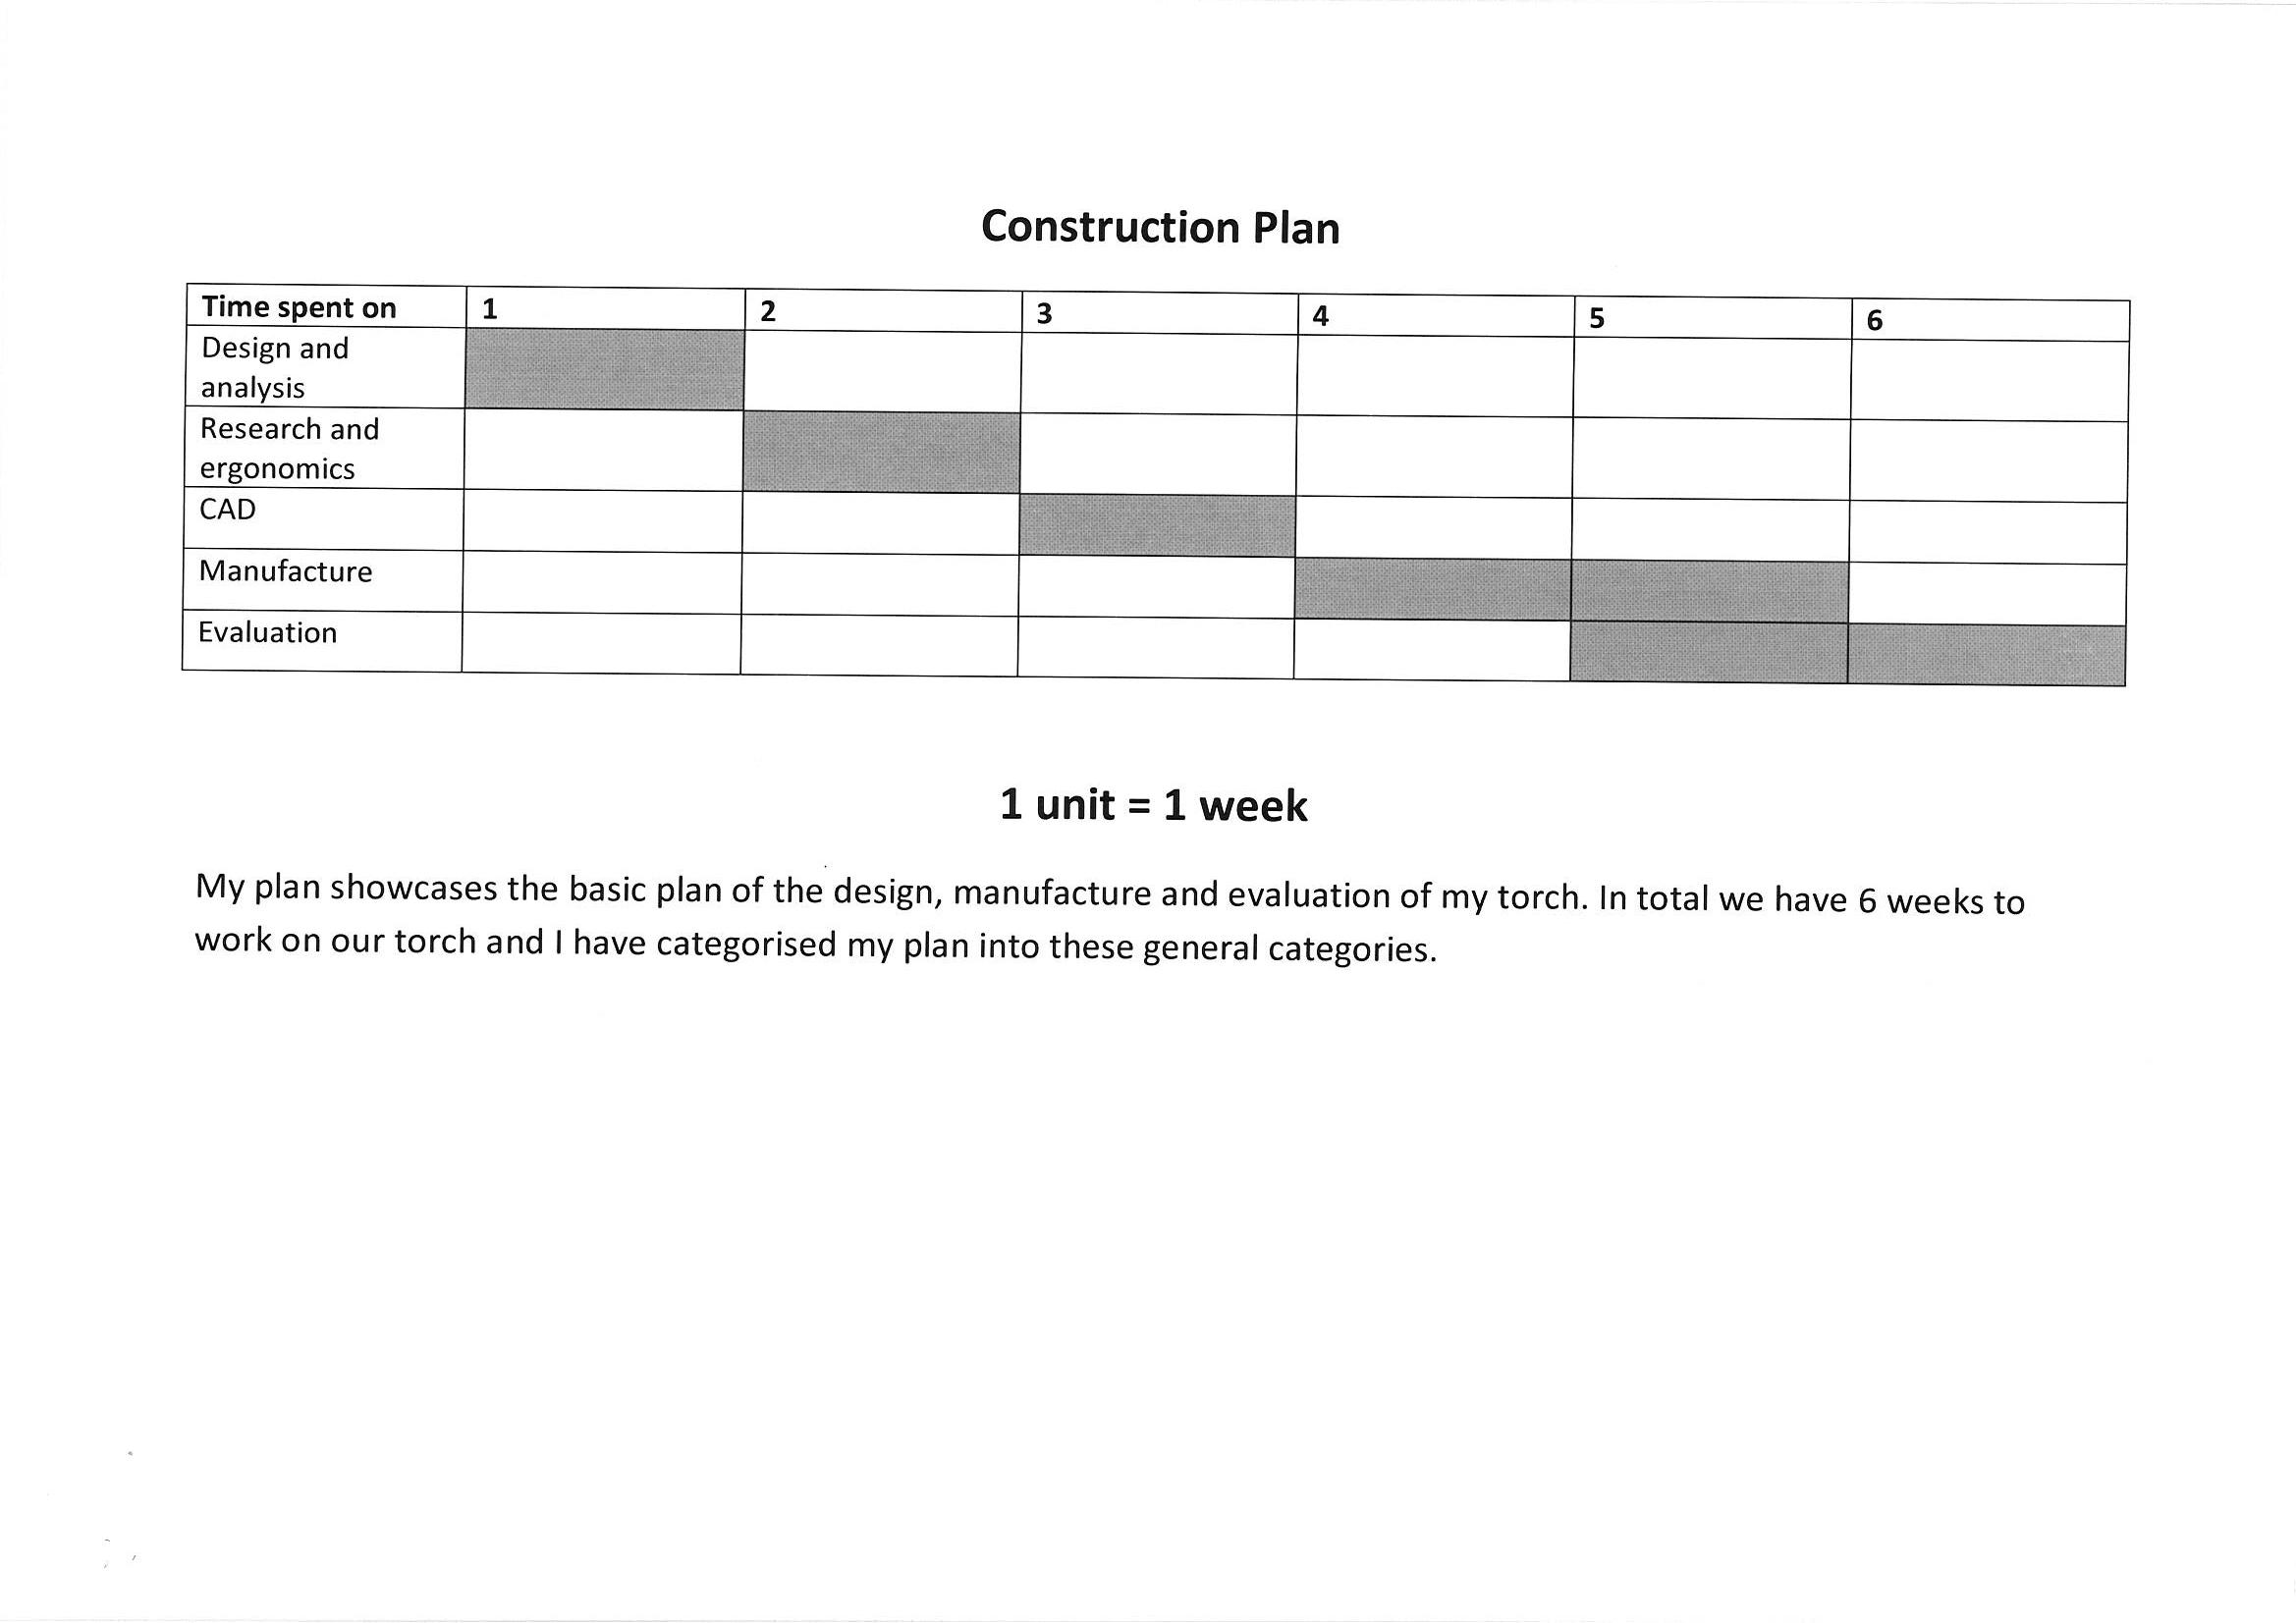 Construction Plan
Time spent on 1 2 3 4 5 6
Design and
analysis
Research and
ergonomics
CAD
Manufacture
Evaluation
1 unit = 1 week
My plan showcases the basic plan of the design, manufacture and evaluation of my torch. In total we have 6 weeks to
work on our torch and I have categorised my plan into these general categories.